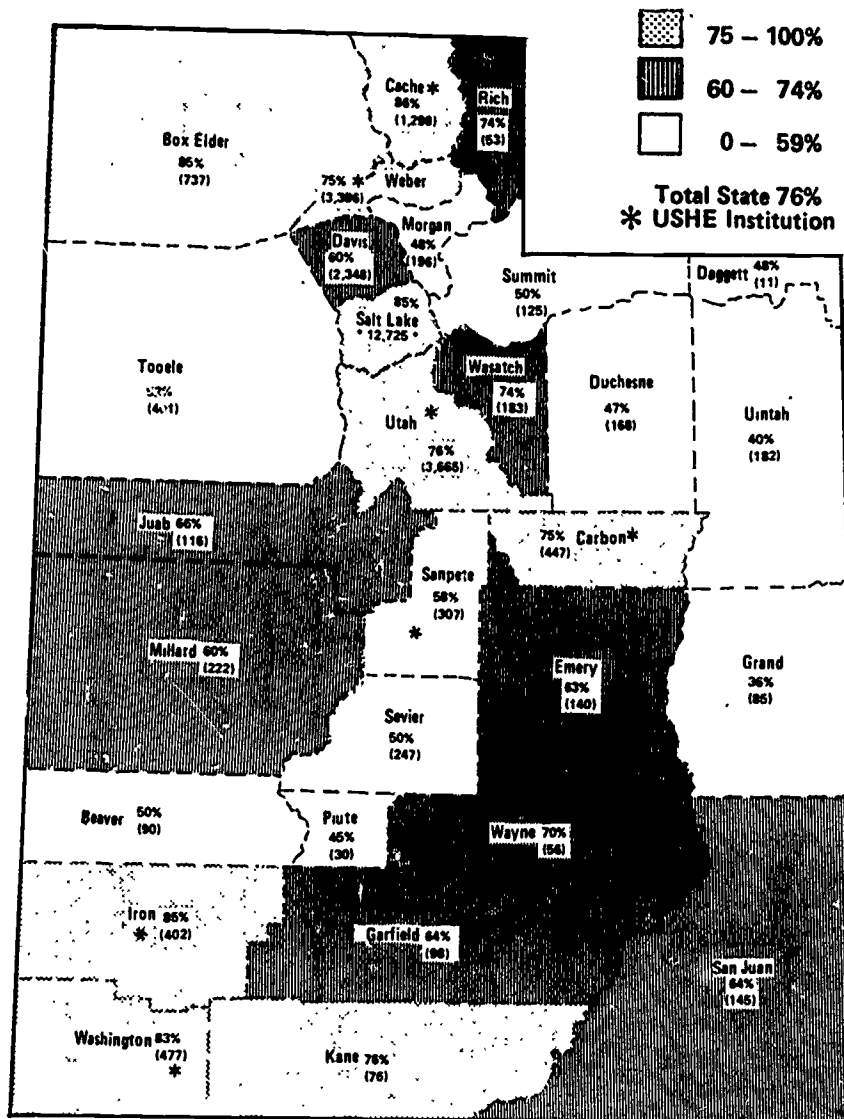 75 – 100%
60 – 74%
0 – 59%
Total State 76%
* USHE Institution
Cache *
86%
Rich
74%
(53)
Box Elder
85%
(737)
75% *
Weber
Morgan
48%
(196)
Davis
60%
(2,348)
Summit
50%
(125)
Daggett 48%
(11)
85%
Salt Lake
12,725
Wasatch
74%
(183)
Tooele
Duchesne
47%
(168)
Uintah
40%
(182)
Utah *
76%
(3,665)
Juab 66%
(116)
75% Carbon *
(447)
Sanpete
58%
(307)
*
Millard 60%
(222)
Emery
63%
(140)
Grand
36%
(85)
Sevier
50%
(247)
Beaver 50%
(90)
Piute
45%
(30)
Wayne 70%
(56)
Iron 85%
* (402)
Garfield 64%
San Juan
64%
(145)
Washington 83%
(477)
*
Kane 76%
(76)